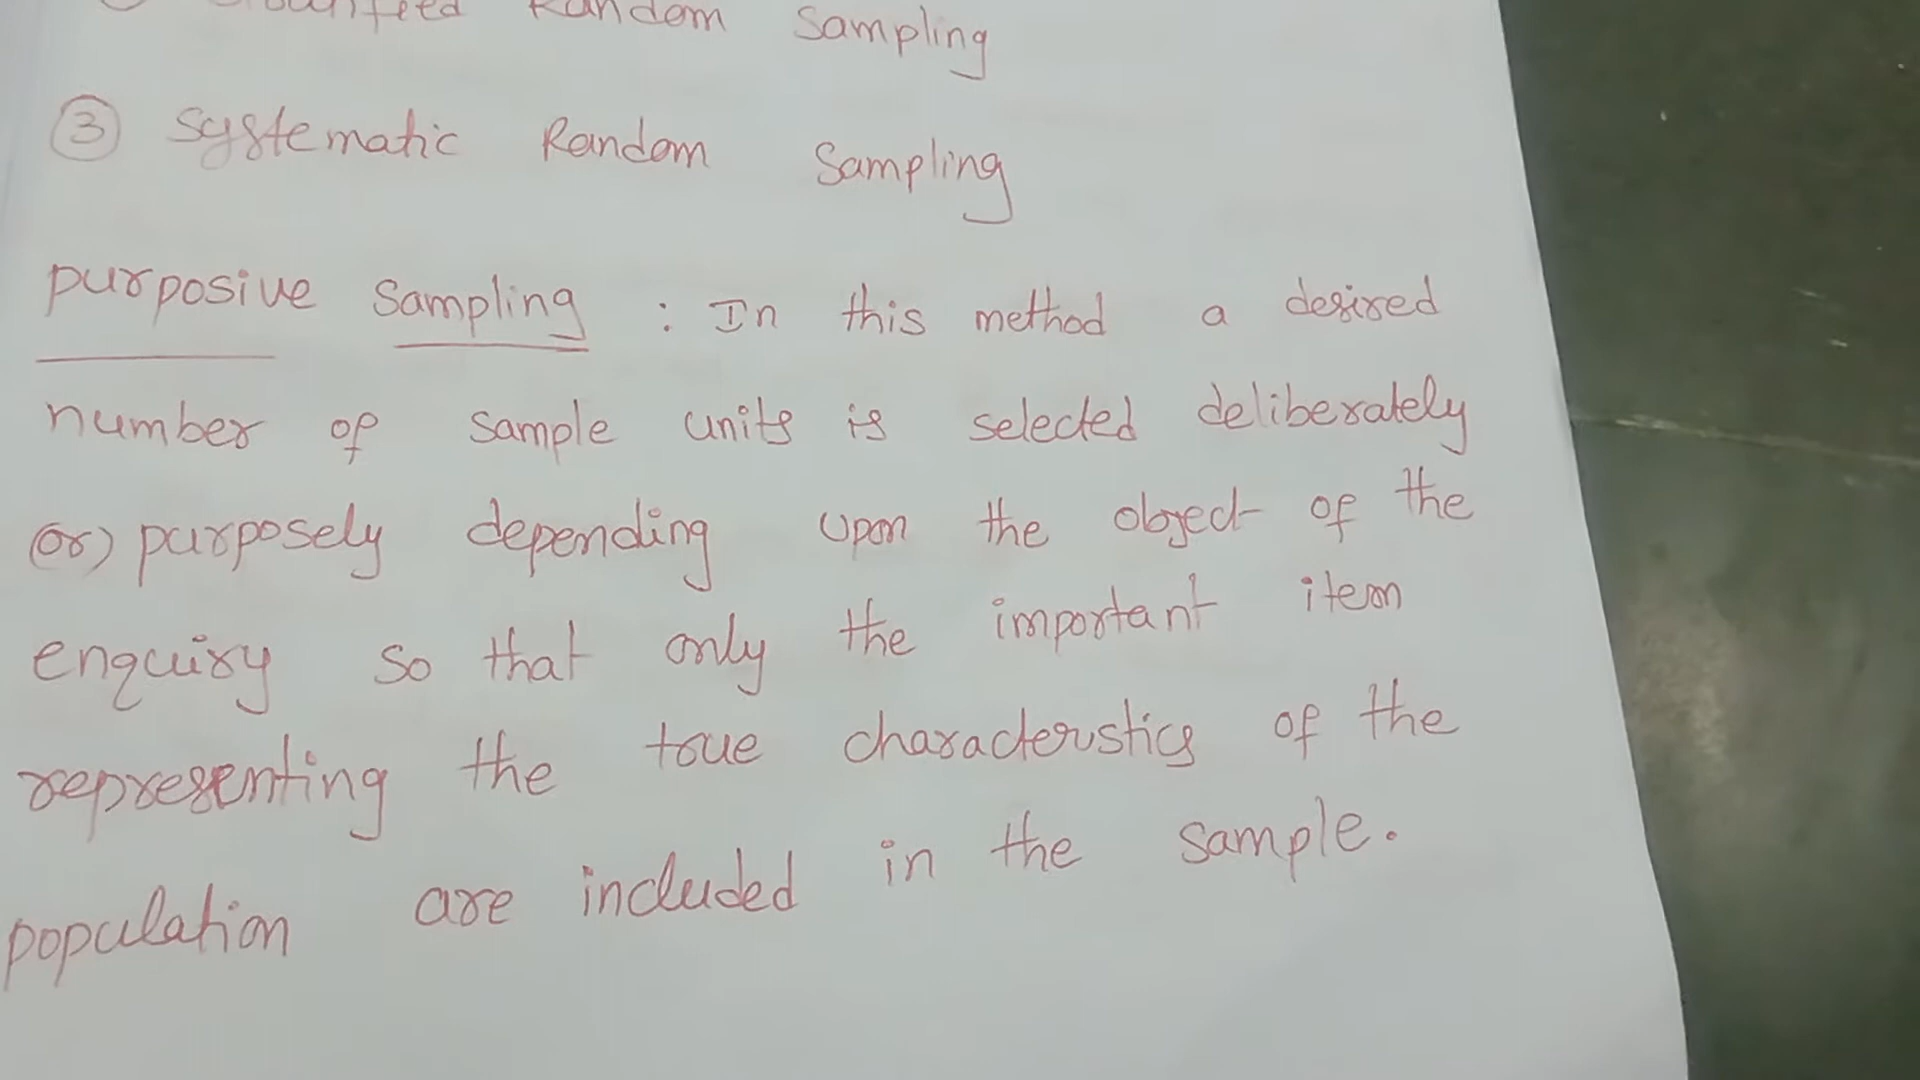 Random Sampling
③ Systematic Random Sampling
purposive Sampling : In this method a desired
number of sample units is selected deliberately
(or) purposely depending upon the object of the
enquiry so that only the important item
representing the true characterstics of the
population are included in the sample.